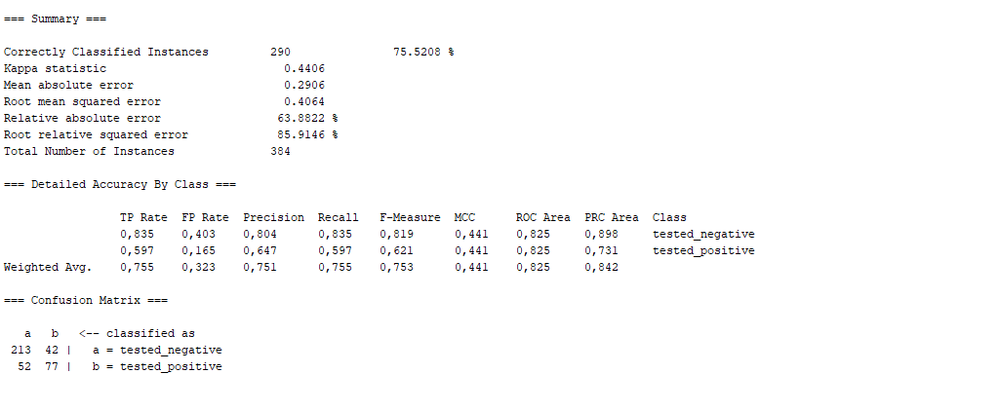 === Summary ===
Correctly Classified Instances 290 75.5208 %
Kappa statistic 0.4406
Mean absolute error 0.2906
Root mean squared error 0.4064
Relative absolute error 63.8822 %
Root relative squared error 85.9146 %
Total Number of Instances 384
=== Detailed Accuracy By Class ===
TP Rate FP Rate Precision Recall F-Measure MCC ROC Area PRC Area Class
0,835 0,403 0,804 0,835 0,819 0,441 0,825 0,898 tested_negative
0,597 0,165 0,647 0,597 0,621 0,441 0,825 0,731 tested_positive
Weighted Avg. 0,755 0,323 0,751 0,755 0,753 0,441 0,825 0,842
=== Confusion Matrix ===
a b <-- classified as
213 42 | a = tested_negative
52 77 | b = tested_positive